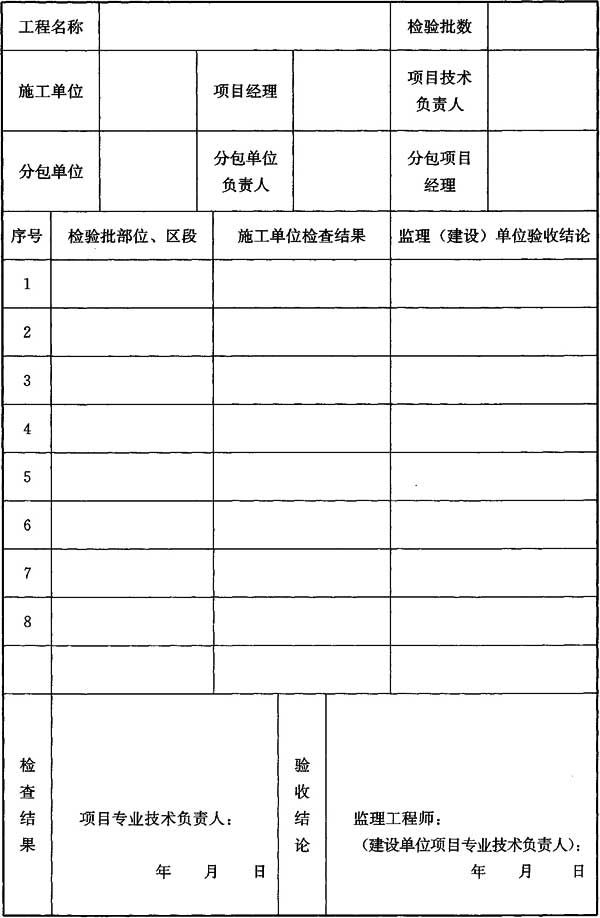 工程名称 检验批数
施工单位 项目经理 项目技术
负责人
分包单位 分包单位
负责人 分包项目
经理
序号 检验批部位、区段 施工单位检查结果 监理（建设）单位验收结论
1
2
3
4
5
6
7
8
检查结果
项目专业技术负责人：
年 月 日
验收结论
监理工程师：
（建设单位项目专业技术负责人）：
年 月 日